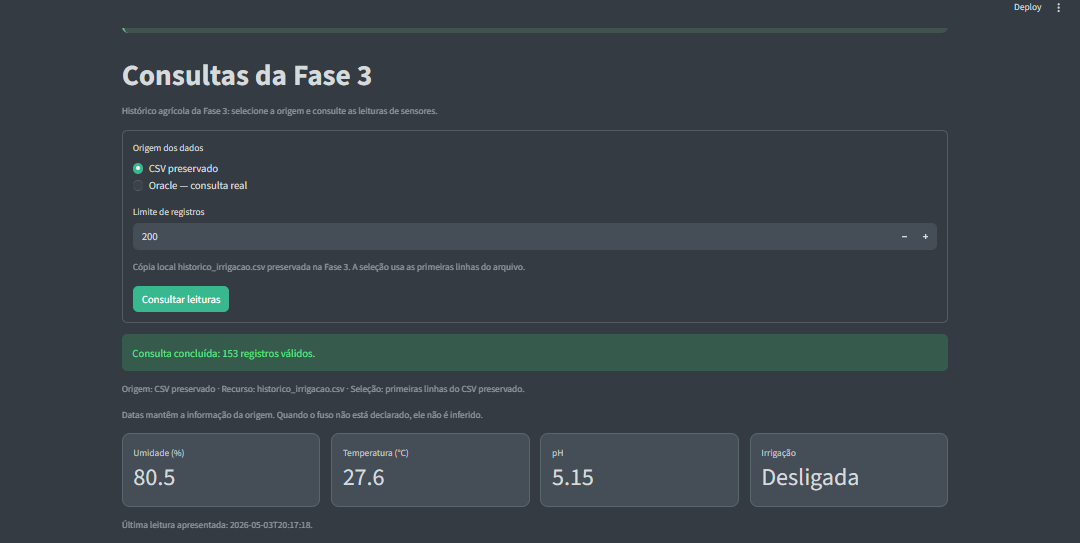 Deploy
Consultas da Fase 3
Histórico agrícola da Fase 3: selecione a origem e consulte as leituras de sensores.
Origem dos dados
CSV preservado
Oracle — consulta real
Limite de registros
200
Cópia local historico_irrigacao.csv preservada na Fase 3. A seleção usa as primeiras linhas do arquivo.
Consultar leituras
Consulta concluída: 153 registros válidos.
Origem: CSV preservado · Recurso: historico_irrigacao.csv · Seleção: primeiras linhas do CSV preservado.
Datas mantêm a informação da origem. Quando o fuso não está declarado, ele não é inferido.
Umidade (%)
80.5
Temperatura (°C)
27.6
pH
5.15
Irrigação
Desligada
Última leitura apresentada: 2026-05-03T20:17:18.